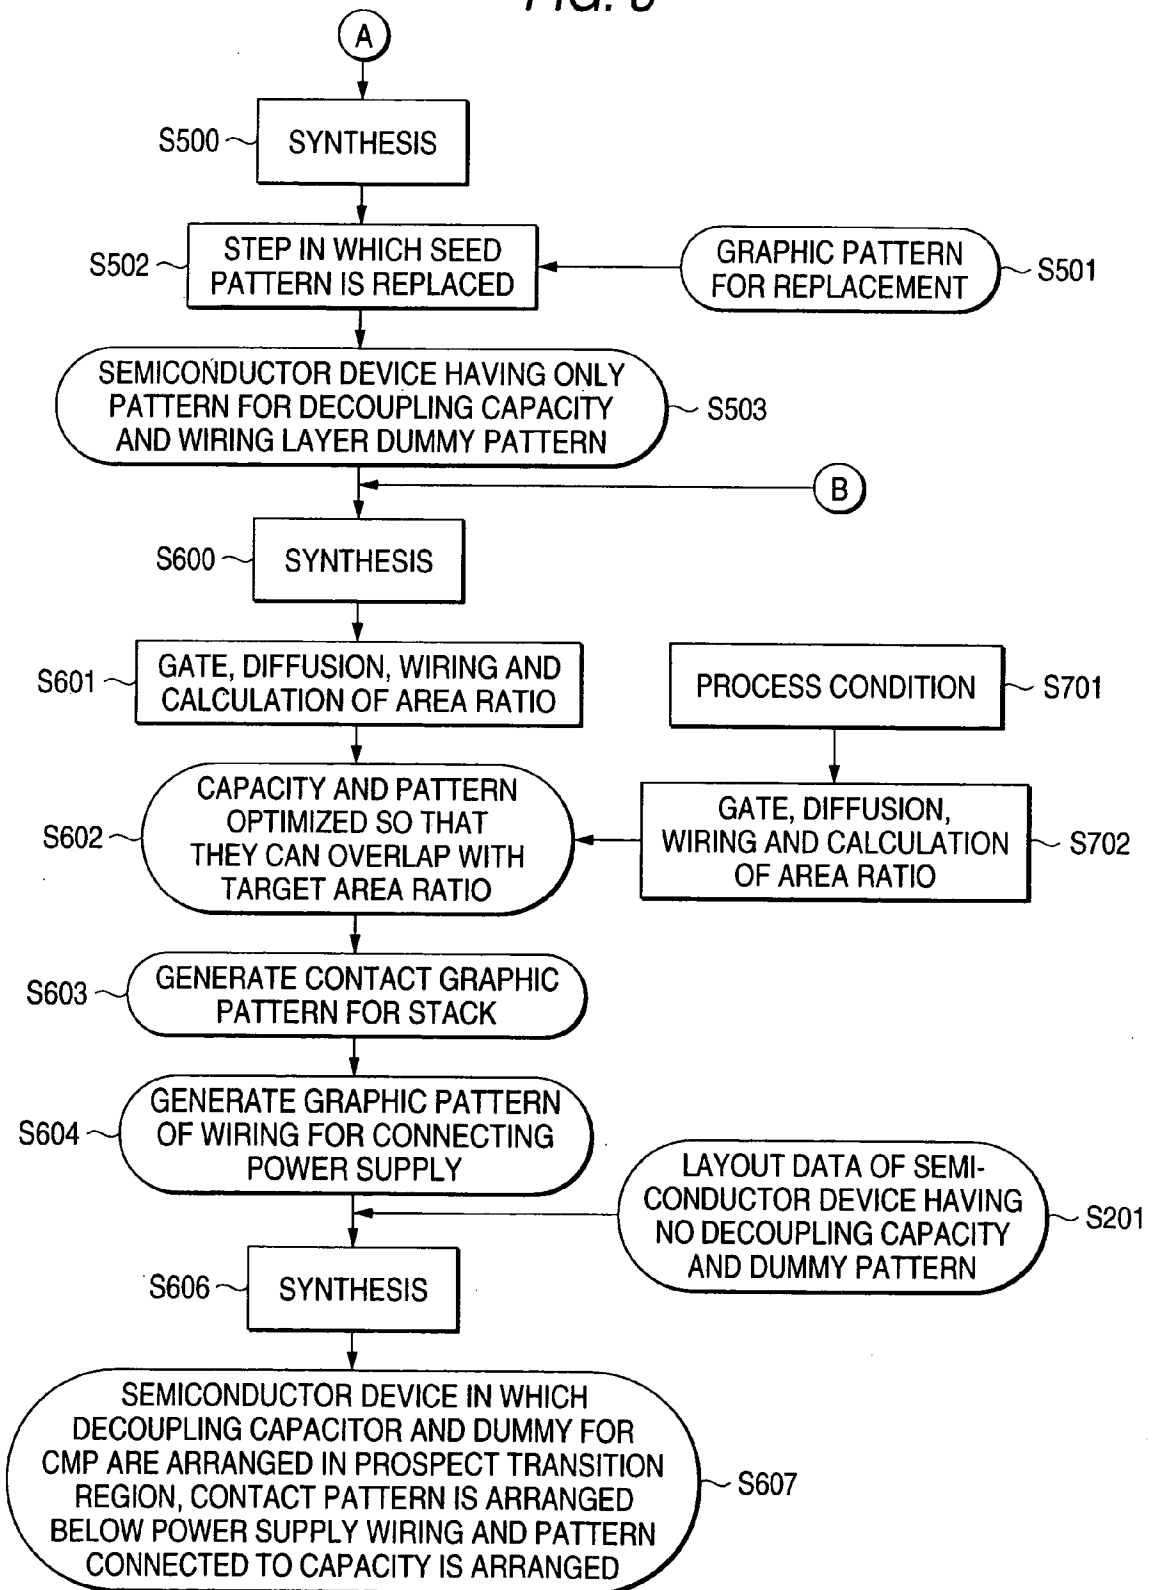 A
S500
SYNTHESIS
S502
STEP IN WHICH SEED
PATTERN IS REPLACED
GRAPHIC PATTERN
FOR REPLACEMENT
S501
SEMICONDUCTOR DEVICE HAVING ONLY
PATTERN FOR DECOUPLING CAPACITY
AND WIRING LAYER DUMMY PATTERN
S503
B
S600
SYNTHESIS
S601
GATE, DIFFUSION, WIRING AND
CALCULATION OF AREA RATIO
PROCESS CONDITION
S701
S602
CAPACITY AND PATTERN
OPTIMIZED SO THAT
THEY CAN OVERLAP WITH
TARGET AREA RATIO
GATE, DIFFUSION,
WIRING AND CALCULATION
OF AREA RATIO
S702
S603
GENERATE CONTACT GRAPHIC
PATTERN FOR STACK
S604
GENERATE GRAPHIC PATTERN
OF WIRING FOR CONNECTING
POWER SUPPLY
LAYOUT DATA OF SEMI-
CONDUCTOR DEVICE HAVING
NO DECOUPLING CAPACITY
AND DUMMY PATTERN
S201
S606
SYNTHESIS
SEMICONDUCTOR DEVICE IN WHICH
DECOUPLING CAPACITOR AND DUMMY FOR
CMP ARE ARRANGED IN PROSPECT TRANSITION
REGION, CONTACT PATTERN IS ARRANGED
BELOW POWER SUPPLY WIRING AND PATTERN
CONNECTED TO CAPACITY IS ARRANGED
S607